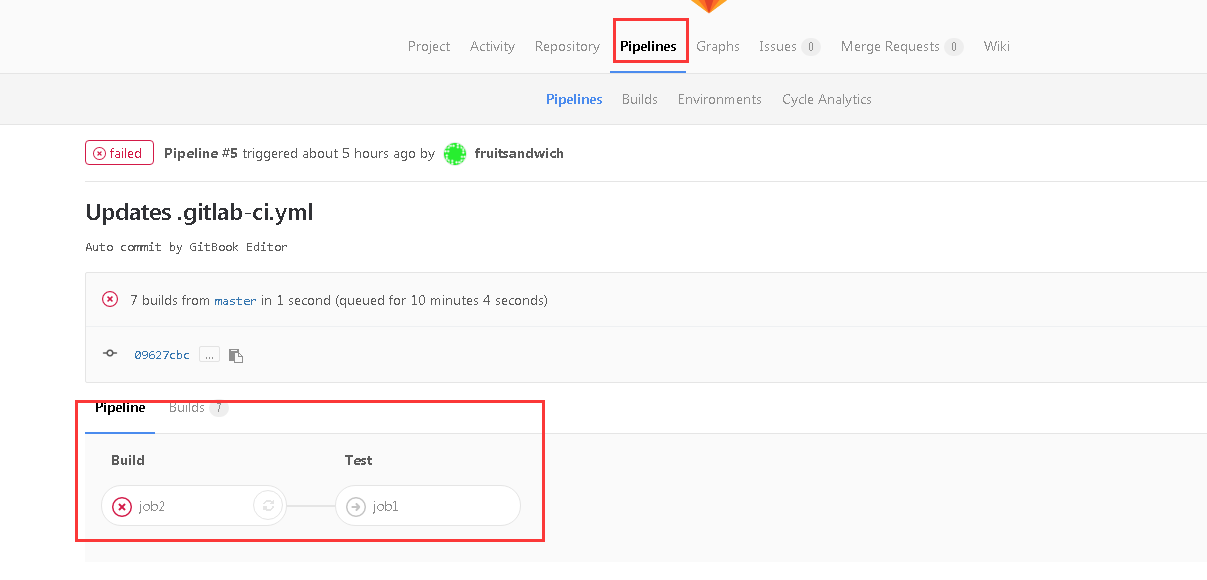 Project Activity Repository Pipelines Graphs Issues 0 Merge Requests 0 Wiki
Pipelines Builds Environments Cycle Analytics
failed Pipeline #5 triggered about 5 hours ago by fruitsandwich
Updates .gitlab-ci.yml
Auto commit by GitBook Editor
7 builds from master in 1 second (queued for 10 minutes 4 seconds)
09627cbc ...
Pipeline Builds 7
Build Test
job2 job1